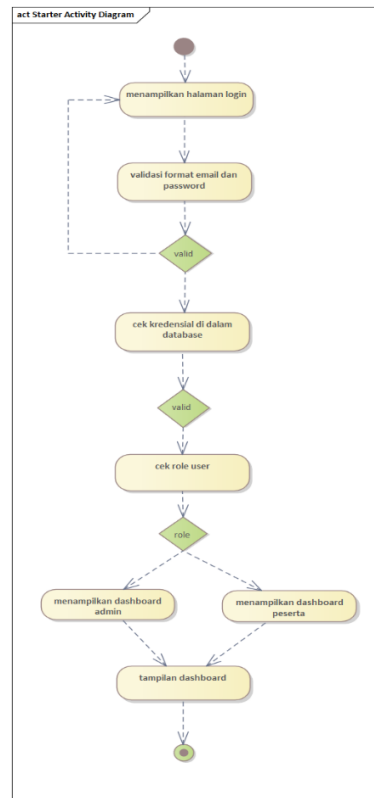 act Starter Activity Diagram
menampilkan halaman login
validasi format email dan
password
valid
cek kredensial di dalam
database
valid
cek role user
role
menampilkan dashboard
admin
menampilkan dashboard
peserta
tampilan dashboard